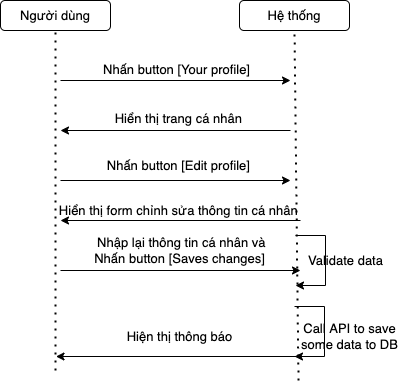 Người dùng
Hệ thống
Nhấn button [Your profile]
Hiển thị trang cá nhân
Nhấn button [Edit profile]
Hiển thị form chỉnh sửa thông tin cá nhân
Nhập lại thông tin cá nhân và
Nhấn button [Saves changes]
Validate data
Call API to save
some data to DB
Hiện thị thông báo